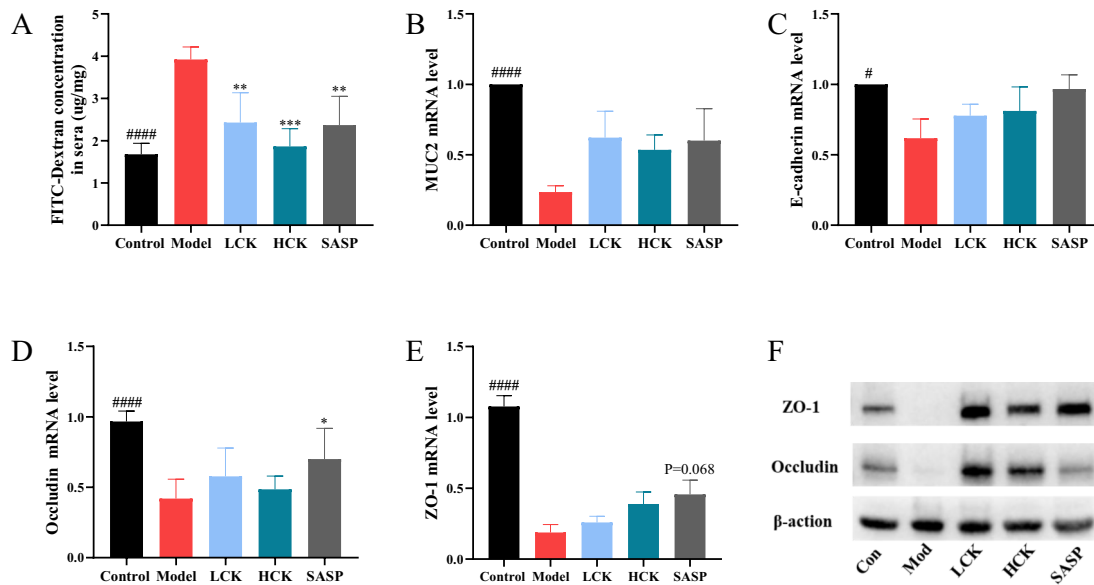 A
FITC-Dextran concentration
in sera (ug/mg)
5
4
3
2
1
0
####
**
***
**
Control Model LCK HCK SASP
B
MUC2 mRNA level
1.5
1.0
0.5
0.0
####
Control Model LCK HCK SASP
C
E-cadherin mRNA level
1.5
1.0
0.5
0.0
#
Control Model LCK HCK SASP
D
Occludin mRNA level
1.5
1.0
0.5
0.0
####
*
Control Model LCK HCK SASP
E
ZO-1 mRNA level
1.5
1.0
0.5
0.0
####
P=0.068
Control Model LCK HCK SASP
F
ZO-1
Occludin
β-action
Con Mod LCK HCK SASP